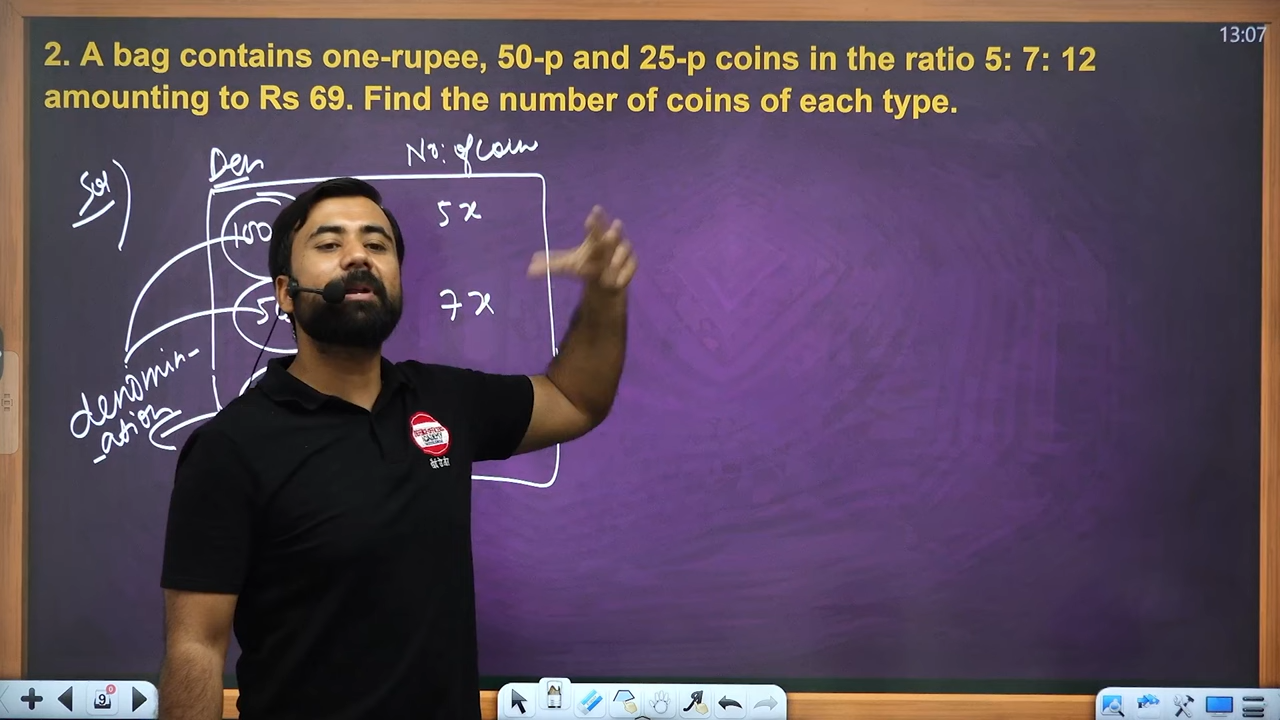 13:07
2. A bag contains one-rupee, 50-p and 25-p coins in the ratio 5: 7: 12
amounting to Rs 69. Find the number of coins of each type.
Sol)
Den
No: of coin
100
5x
7x
denomin-
-ation
9